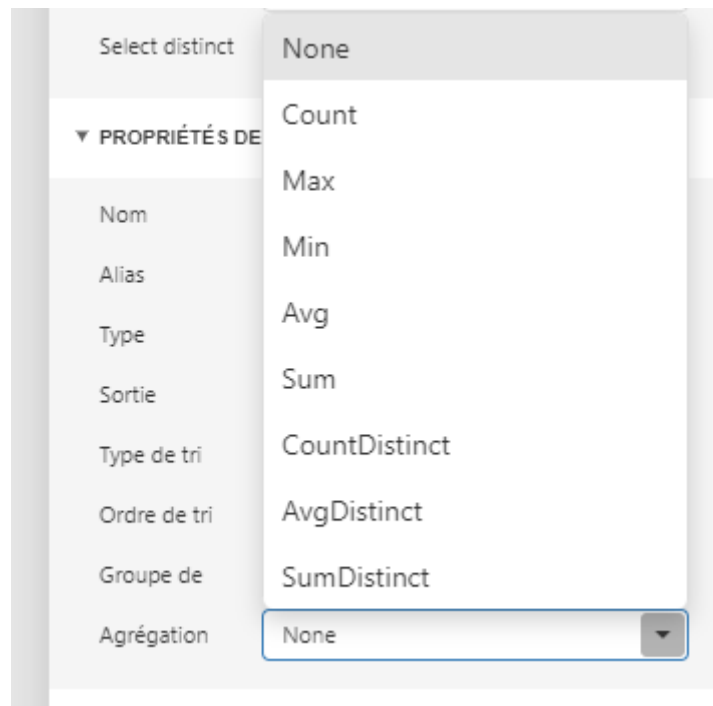 Select distinct
None
Count
▼ PROPRIÉTÉS DE
Max
Nom
Min
Alias
Avg
Type
Sum
Sortie
CountDistinct
Type de tri
AvgDistinct
Ordre de tri
SumDistinct
Groupe de
Agrégation None